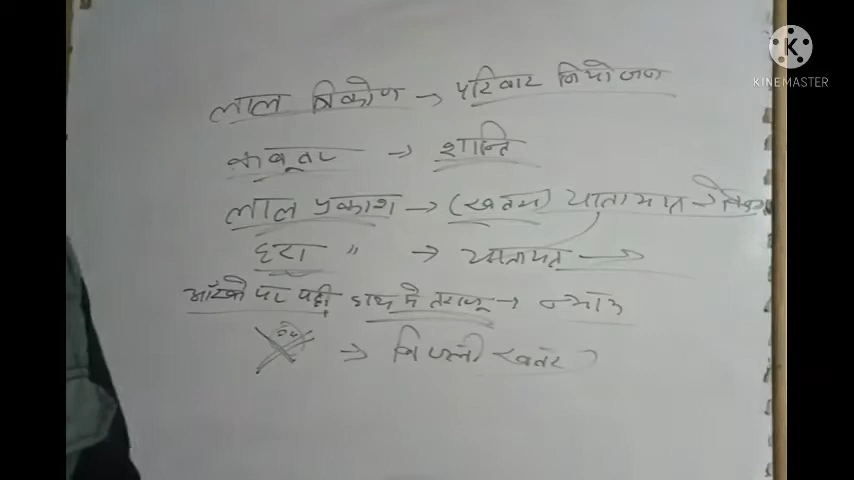 K
KINEMASTER
लाल त्रिकोण → परिवार नियोजन
कबूतर → शान्ति
लाल प्रकाश → (खतरा) यातायात →
हरा " → यातायात →
आँखो पर पट्टी हाथ में तराजू → न्याय
→ बिजली खतरे